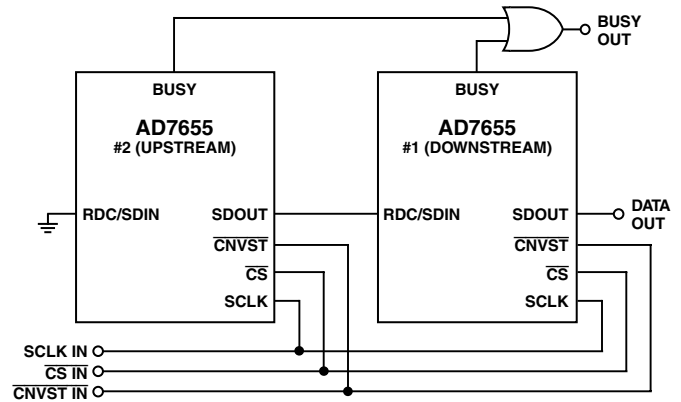 BUSY
OUT
BUSY
AD7655
#2 (UPSTREAM)
RDC/SDIN
SDOUT
CNVST
CS
SCLK
BUSY
AD7655
#1 (DOWNSTREAM)
RDC/SDIN
SDOUT
CNVST
CS
SCLK
DATA
OUT
SCLK IN
CS IN
CNVST IN